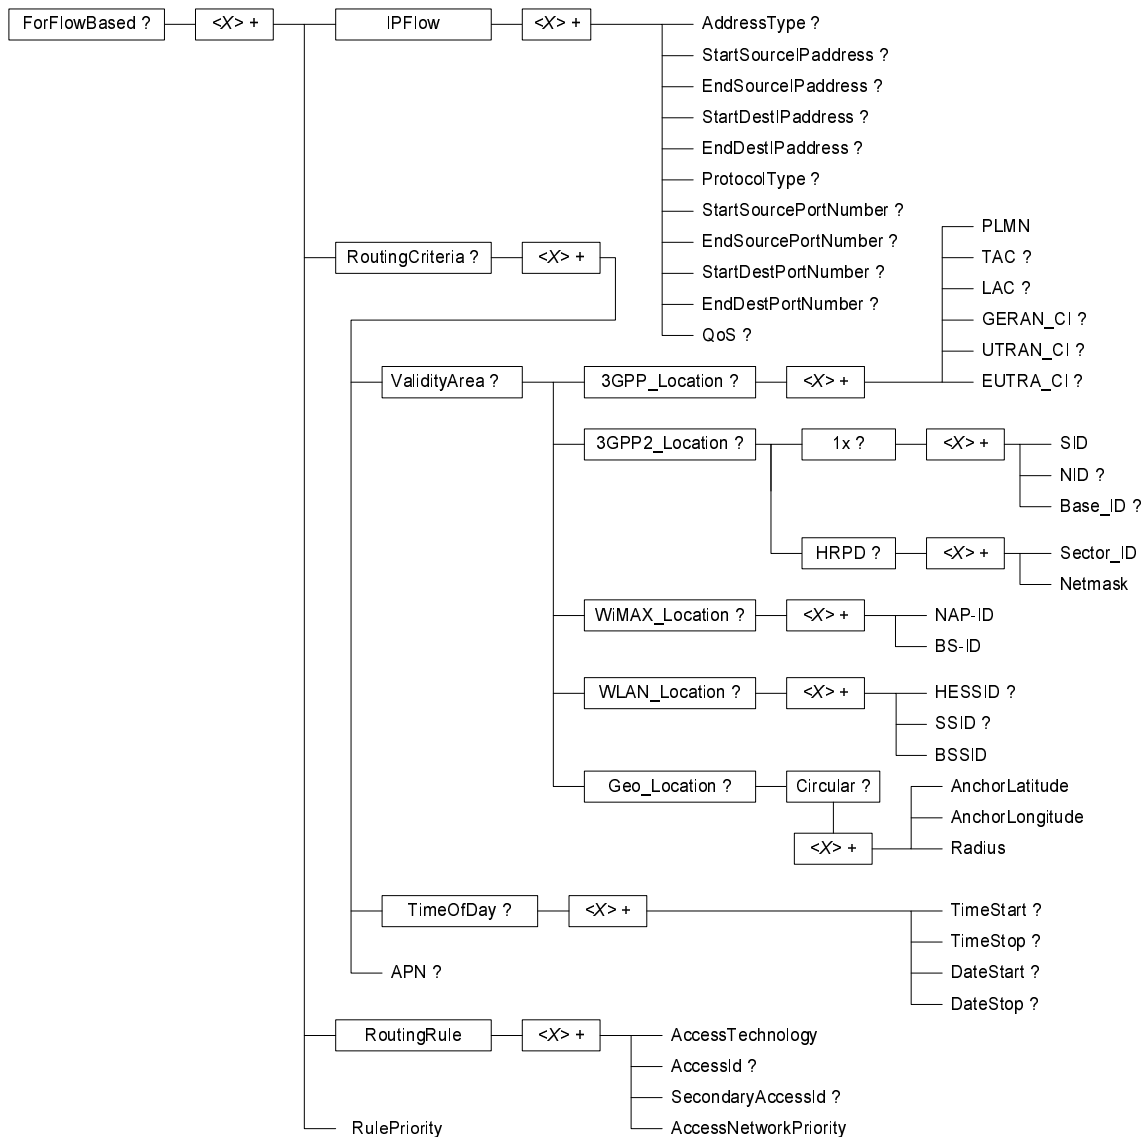 ForFlowBased ?
<X> +
IPFlow
<X> +
AddressType ?
StartSourceIPaddress ?
EndSourceIPaddress ?
StartDestIPaddress ?
EndDestIPaddress ?
ProtocolType ?
StartSourcePortNumber ?
EndSourcePortNumber ?
StartDestPortNumber ?
EndDestPortNumber ?
QoS ?
RoutingCriteria ?
<X> +
ValidityArea ?
3GPP_Location ?
<X> +
PLMN
TAC ?
LAC ?
GERAN_CI ?
UTRAN_CI ?
EUTRA_CI ?
3GPP2_Location ?
1x ?
<X> +
SID
NID ?
Base_ID ?
HRPD ?
<X> +
Sector_ID
Netmask
WiMAX_Location ?
<X> +
NAP-ID
BS-ID
WLAN_Location ?
<X> +
HESSID ?
SSID ?
BSSID
Geo_Location ?
Circular ?
<X> +
AnchorLatitude
AnchorLongitude
Radius
TimeOfDay ?
<X> +
TimeStart ?
TimeStop ?
DateStart ?
DateStop ?
APN ?
RoutingRule
<X> +
AccessTechnology
AccessId ?
SecondaryAccessId ?
AccessNetworkPriority
RulePriority